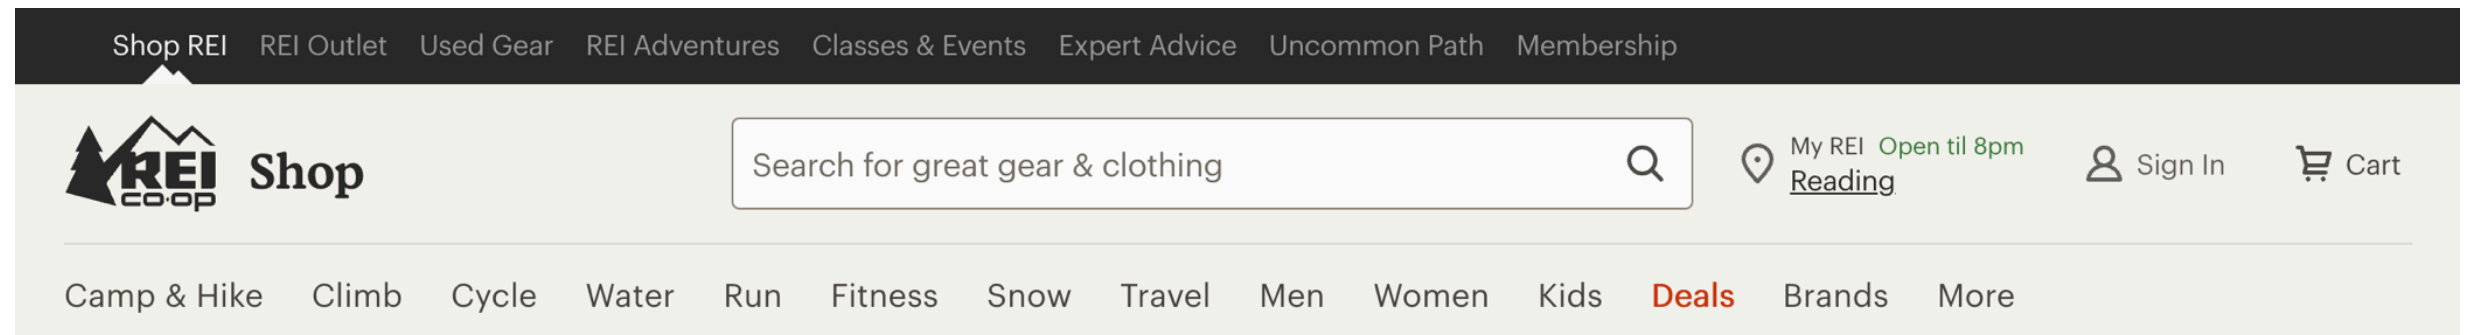 Shop REI REI Outlet Used Gear REI Adventures Classes & Events Expert Advice Uncommon Path Membership
REI
CO·OP
Shop
Search for great gear & clothing
My REI Open til 8pm
Reading
Sign In
Cart
Camp & Hike Climb Cycle Water Run Fitness Snow Travel Men Women Kids Deals Brands More